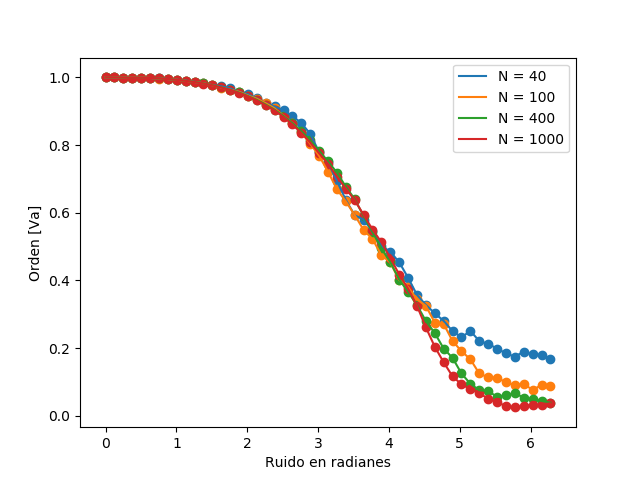 N = 40
N = 100
N = 400
N = 1000
1.0
0.8
0.6
0.4
0.2
0.0
Orden [Va]
0 1 2 3 4 5 6
Ruido en radianes